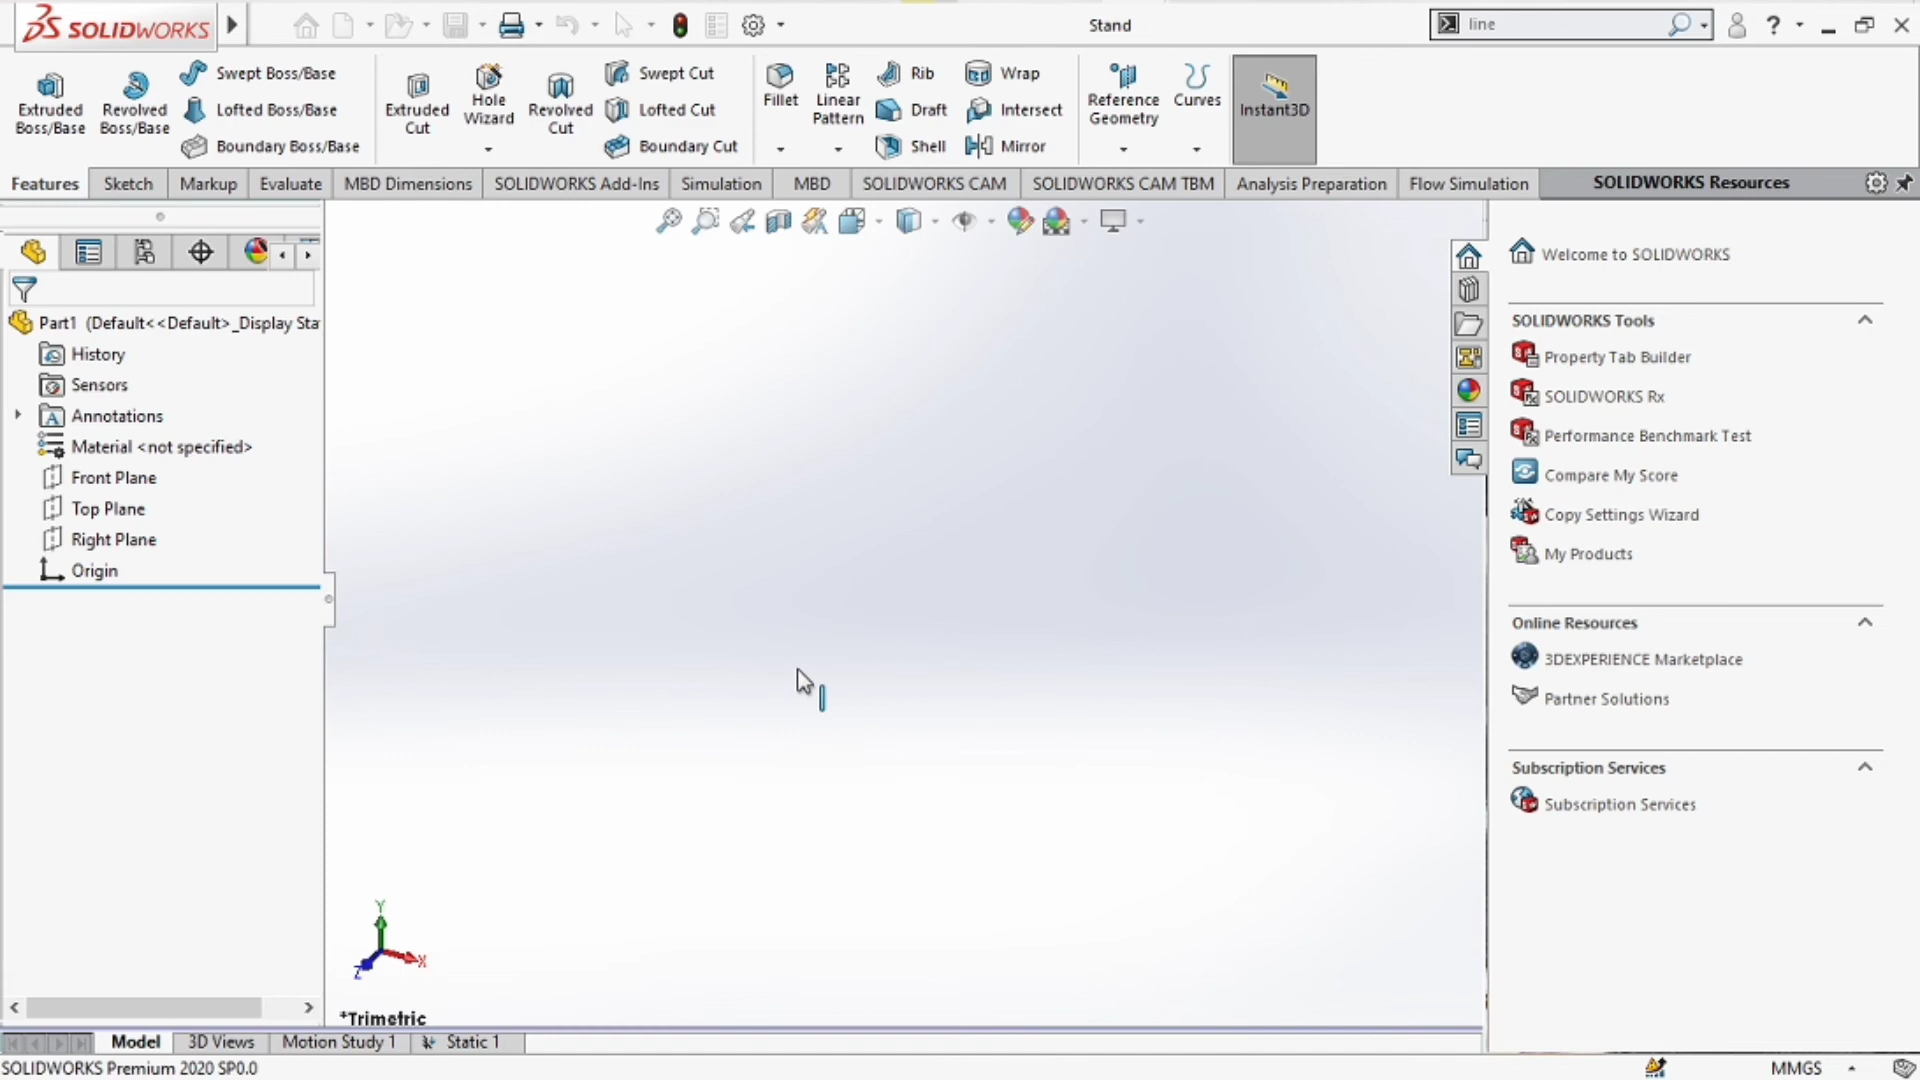 SOLIDWORKS
Stand
line
?
Extruded Boss/Base
Revolved Boss/Base
Swept Boss/Base
Lofted Boss/Base
Boundary Boss/Base
Extruded Cut
Hole Wizard
Revolved Cut
Swept Cut
Lofted Cut
Boundary Cut
Fillet
Linear Pattern
Rib
Draft
Shell
Wrap
Intersect
Mirror
Reference Geometry
Curves
Instant3D
Features
Sketch
Markup
Evaluate
MBD Dimensions
SOLIDWORKS Add-Ins
Simulation
MBD
SOLIDWORKS CAM
SOLIDWORKS CAM TBM
Analysis Preparation
Flow Simulation
SOLIDWORKS Resources
Part1 (Default<<Default>_Display Sta
History
Sensors
Annotations
Material <not specified>
Front Plane
Top Plane
Right Plane
Origin
Y
X
Z
*Trimetric
Welcome to SOLIDWORKS
SOLIDWORKS Tools
Property Tab Builder
SOLIDWORKS Rx
Performance Benchmark Test
Compare My Score
Copy Settings Wizard
My Products
Online Resources
3DEXPERIENCE Marketplace
Partner Solutions
Subscription Services
Subscription Services
Model
3D Views
Motion Study 1
Static 1
SOLIDWORKS Premium 2020 SP0.0
MMGS